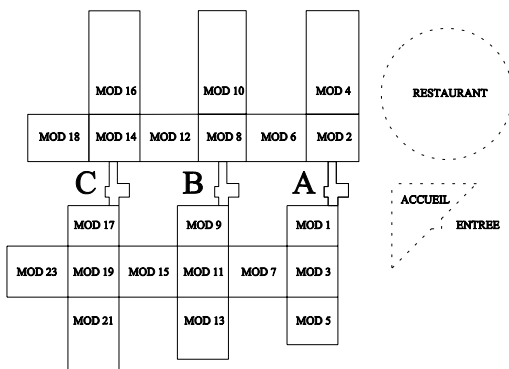 MOD 16
MOD 10
MOD 4
RESTAURANT
MOD 18
MOD 14
MOD 12
MOD 8
MOD 6
MOD 2
C
B
A
ACCUEIL
ENTREE
MOD 17
MOD 9
MOD 1
MOD 23
MOD 19
MOD 15
MOD 11
MOD 7
MOD 3
MOD 21
MOD 13
MOD 5